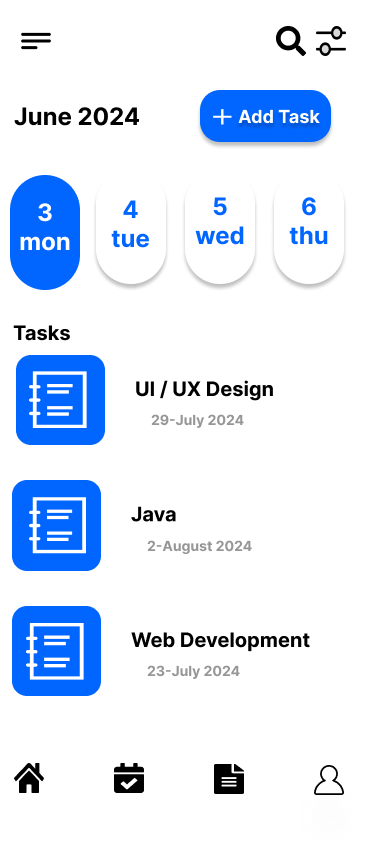 June 2024
Add Task
3
mon
4
tue
5
wed
6
thu
Tasks
UI / UX Design
29-July 2024
Java
2-August 2024
Web Development
23-July 2024